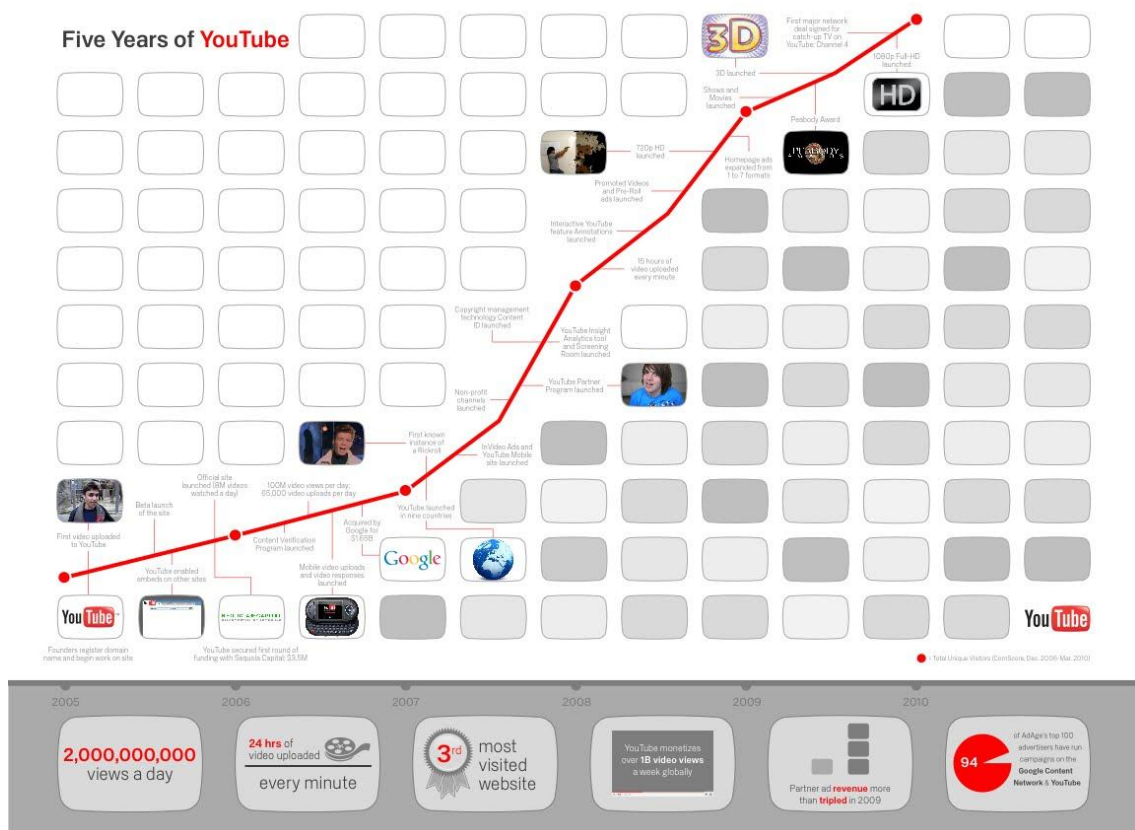 Five Years of YouTube
3D
First major network
deal signed for
catch-up TV on
YouTube: Channel 4
1080p Full-HD
launched
3D launched
Shows and
Movies
launched
HD
Peabody Award
720p HD
launched
Homepage ads
expanded from
1 to 7 formats
Promoted Videos
and Pre-Roll
ads launched
Interactive YouTube
feature Annotations
launched
15 hours of
video uploaded
every minute
Copyright management
technology Content
ID launched
YouTube Insight
Analytics tool
and Screening
Room launched
YouTube Partner
Program launched
Non-profit
channels
launched
First known
instance of
a Rickroll
InVideo Ads and
YouTube Mobile
site launched
Official site
launched (8M videos
watched a day)
100M video views per day;
65,000 video uploads per day
Beta launch
of the site
YouTube launched
in nine countries
First video uploaded
to YouTube
Content Verification
Program launched
Acquired by
Google for
$1.65B
Google
YouTube enabled
embeds on other sites
Mobile video uploads
and video responses
launched
YouTube
YouTube
Founders register domain
name and begin work on site
YouTube secured first round of
funding with Sequoia Capital: $3.5M
= Total Unique Visitors (ComScore, Dec. 2005-Mar. 2010)
2005
2006
2007
2008
2009
2010
2,000,000,000
views a day
24 hrs of
video uploaded
every minute
3rd
most
visited
website
YouTube monetizes
over 1B video views
a week globally
Partner ad revenue more
than tripled in 2009
94
of AdAge's top 100
advertisers have run
campaigns on the
Google Content
Network & YouTube